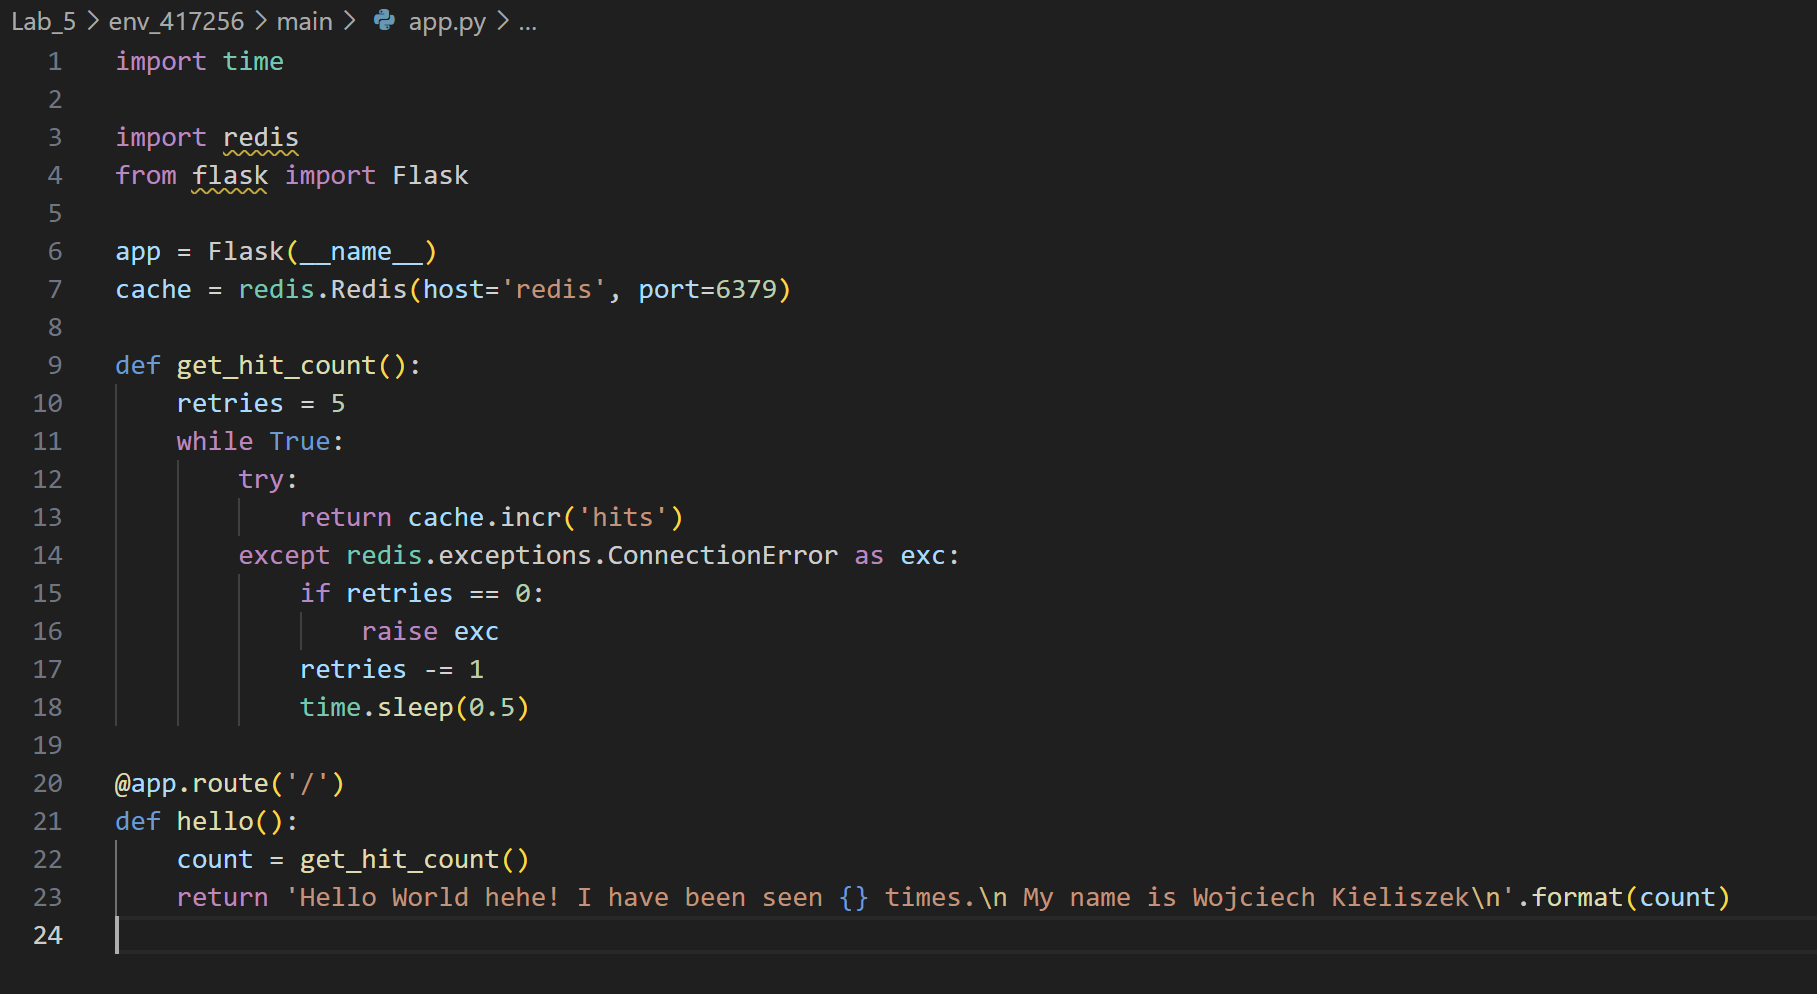 Lab_5 > env_417256 > main > app.py > ...
1 import time
2
3 import redis
4 from flask import Flask
5
6 app = Flask(__name__)
7 cache = redis.Redis(host='redis', port=6379)
8
9 def get_hit_count():
10     retries = 5
11     while True:
12         try:
13             return cache.incr('hits')
14         except redis.exceptions.ConnectionError as exc:
15             if retries == 0:
16                 raise exc
17             retries -= 1
18             time.sleep(0.5)
19
20 @app.route('/')
21 def hello():
22     count = get_hit_count()
23     return 'Hello World hehe! I have been seen {} times.\n My name is Wojciech Kieliszek\n'.format(count)
24